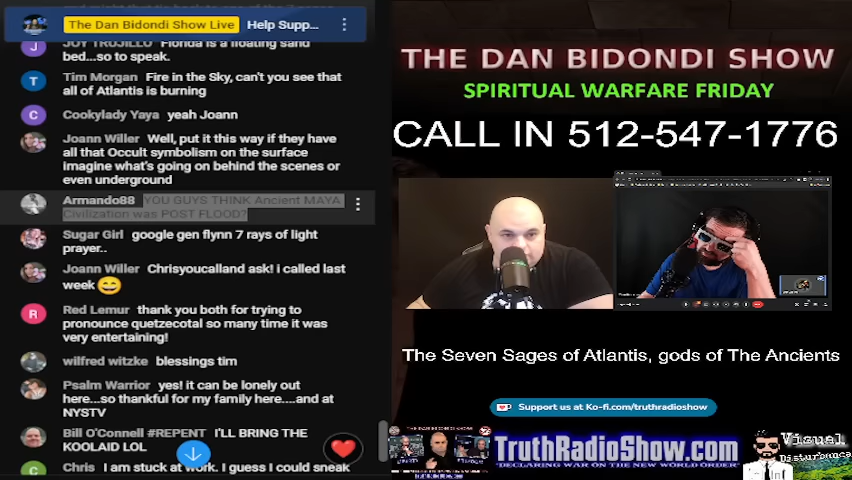 The Dan Bidondi Show Live Help Supp...
JOY TRUJILLO Florida is a floating sand
bed...so to speak.
Tim Morgan Fire in the Sky, can't you see that
all of Atlantis is burning
Cookylady Yaya yeah Joann
Joann Willer Well, put it this way if they have
all that Occult symbolism on the surface
imagine what's going on behind the scenes or
even underground
Armando88 YOU GUYS THINK Ancient MAYA
Civilization was POST FLOOD?
Sugar Girl google gen flynn 7 rays of light
prayer..
Joann Willer Chrisyoucalland ask! i called last
week
Red Lemur thank you both for trying to
pronounce quetzecotal so many time it was
very entertaining!
wilfred witzke blessings tim
Psalm Warrior yes! it can be lonely out
here...so thankful for my family here....and at
NYSTV
Bill O'Connell #REPENT I'LL BRING THE
KOOLAID LOL
Chris I am stuck at work. I guess I could sneak
THE DAN BIDONDI SHOW
SPIRITUAL WARFARE FRIDAY
CALL IN 512-547-1776
The Seven Sages of Atlantis, gods of The Ancients
Support us at Ko-fi.com/truthradioshow
THE DAN BIDONDI SHOW
TruthRadioShow.com
"DECLARING WAR ON THE NEW WORLD ORDER"
Visual
Disturbance